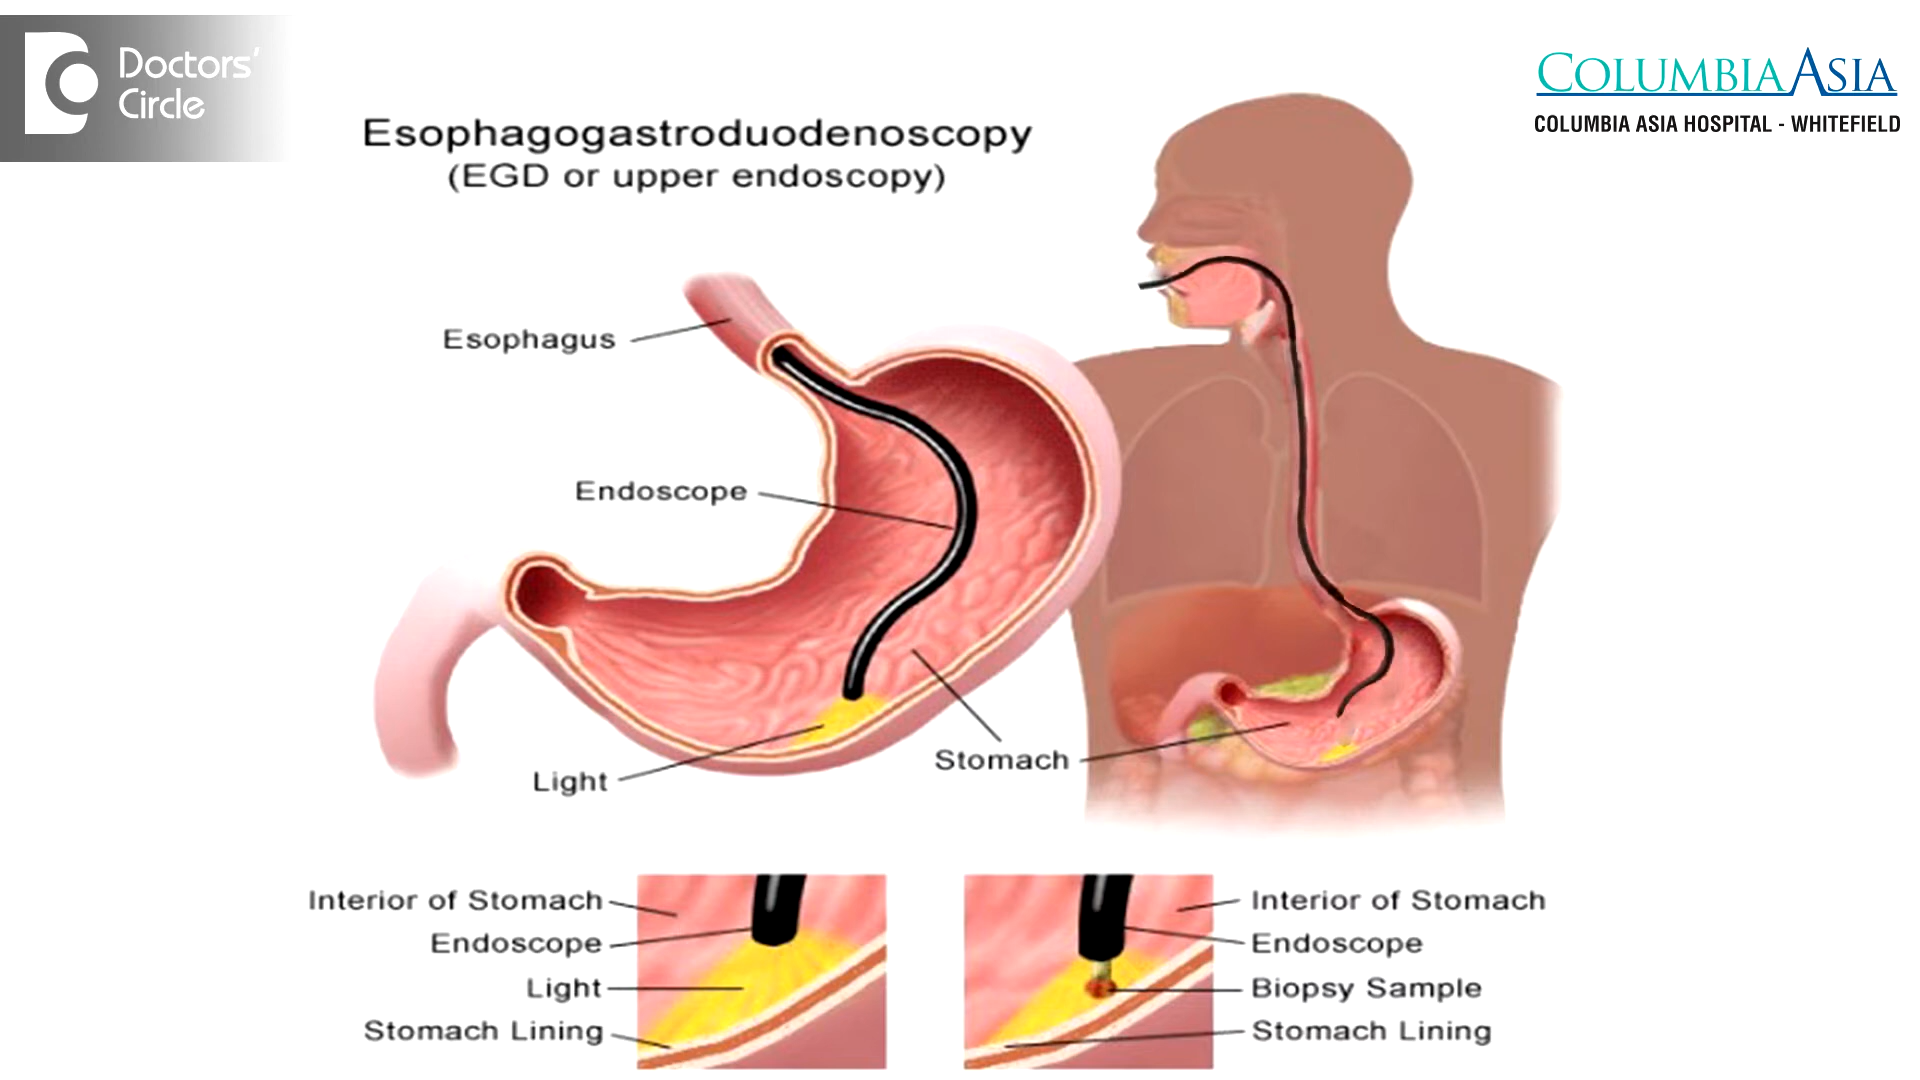 Doctors'
Circle
COLUMBIA ASIA
COLUMBIA ASIA HOSPITAL - WHITEFIELD
Esophagogastroduodenoscopy
(EGD or upper endoscopy)
Esophagus
Endoscope
Stomach
Light
Interior of Stomach
Endoscope
Light
Stomach Lining
Interior of Stomach
Endoscope
Biopsy Sample
Stomach Lining